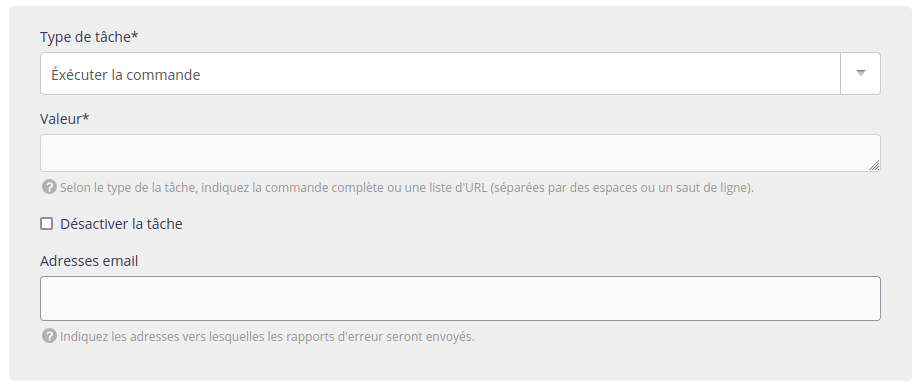 Type de tâche*
Éxécuter la commande
Valeur*
? Selon le type de la tâche, indiquez la commande complète ou une liste d'URL (séparées par des espaces ou un saut de ligne).
Désactiver la tâche
Adresses email
? Indiquez les adresses vers lesquelles les rapports d'erreur seront envoyés.